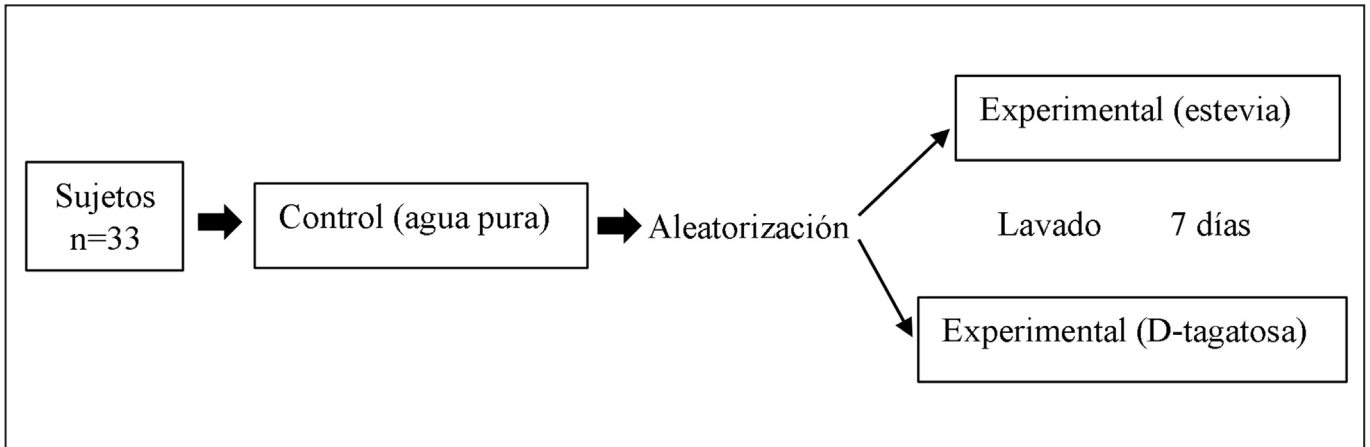 Sujetos
n=33
Control (agua pura)
Aleatorización
Experimental (estevia)
Lavado 7 días
Experimental (D-tagatosa)